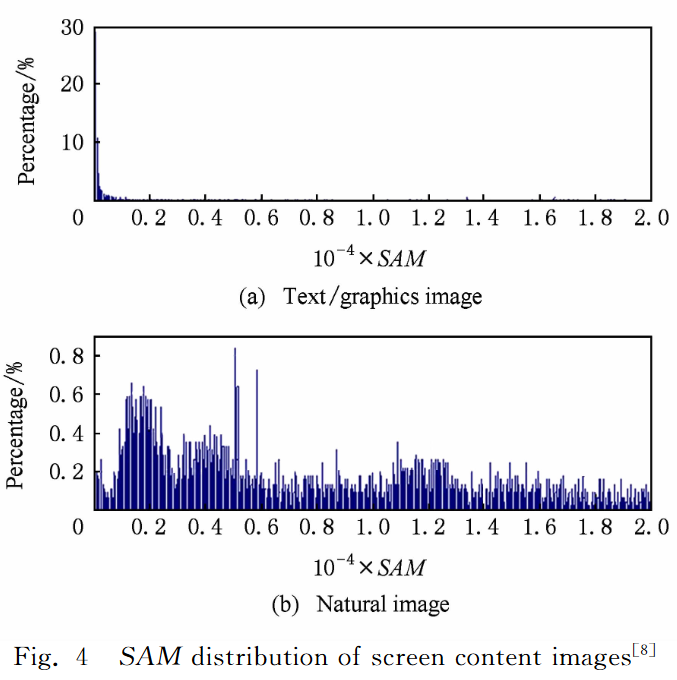 30
20
10
Percentage/%
0 0.2 0.4 0.6 0.8 1.0 1.2 1.4 1.6 1.8 2.0
10⁻⁴×SAM
(a) Text/graphics image
0.8
0.6
0.4
0.2
Percentage/%
0 0.2 0.4 0.6 0.8 1.0 1.2 1.4 1.6 1.8 2.0
10⁻⁴×SAM
(b) Natural image
Fig. 4 SAM distribution of screen content images[8]